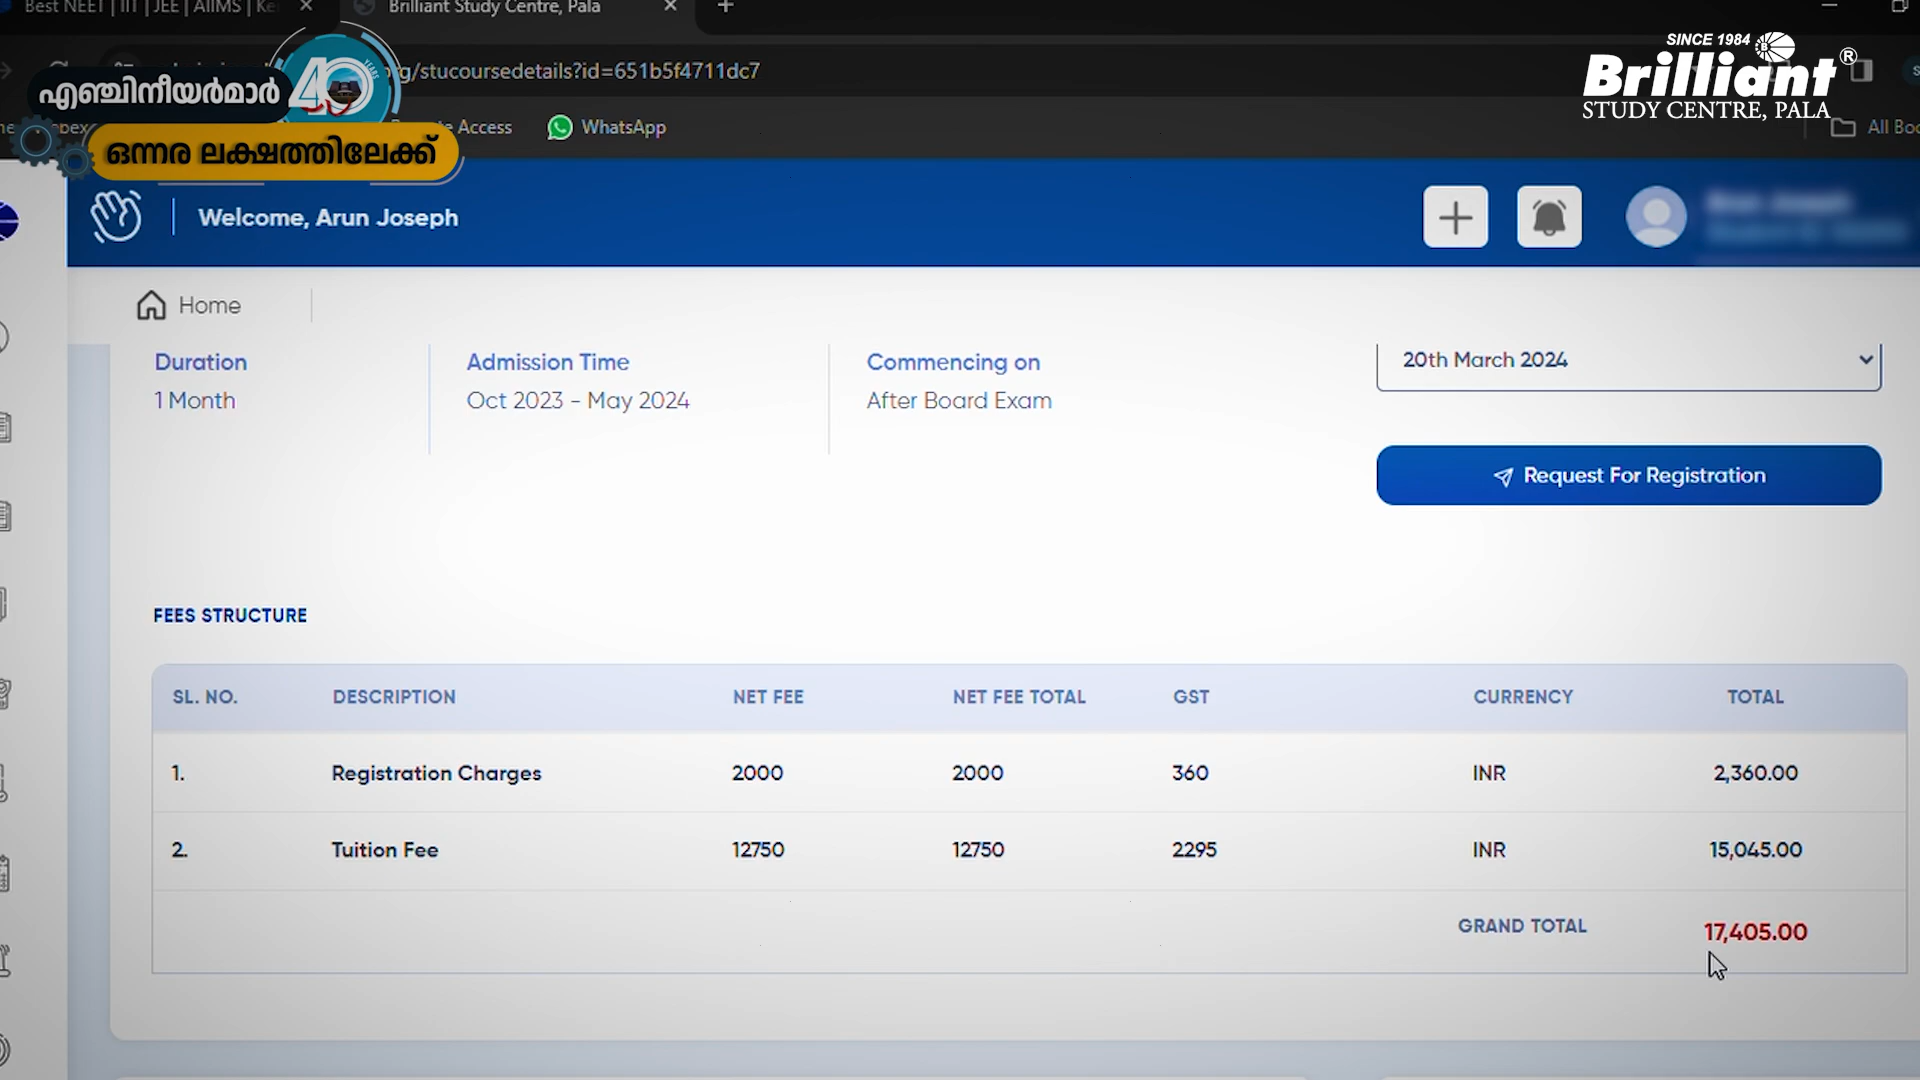 Best NEET | IIT | JEE | AIIMS | Ke
Brilliant Study Centre, Pala
org/stucoursedetails?id=651b5f4711dc7
SINCE 1984
Brilliant®
STUDY CENTRE, PALA
എഞ്ചിനീയർമാർ
40
YEARS
ഒന്നര ലക്ഷത്തിലേക്ക്
Access
WhatsApp
All Boo
Welcome, Arun Joseph
Home
Duration
1 Month
Admission Time
Oct 2023 - May 2024
Commencing on
After Board Exam
20th March 2024
Request For Registration
FEES STRUCTURE
SL. NO. DESCRIPTION NET FEE NET FEE TOTAL GST CURRENCY TOTAL
1. Registration Charges 2000 2000 360 INR 2,360.00
2. Tuition Fee 12750 12750 2295 INR 15,045.00
GRAND TOTAL 17,405.00